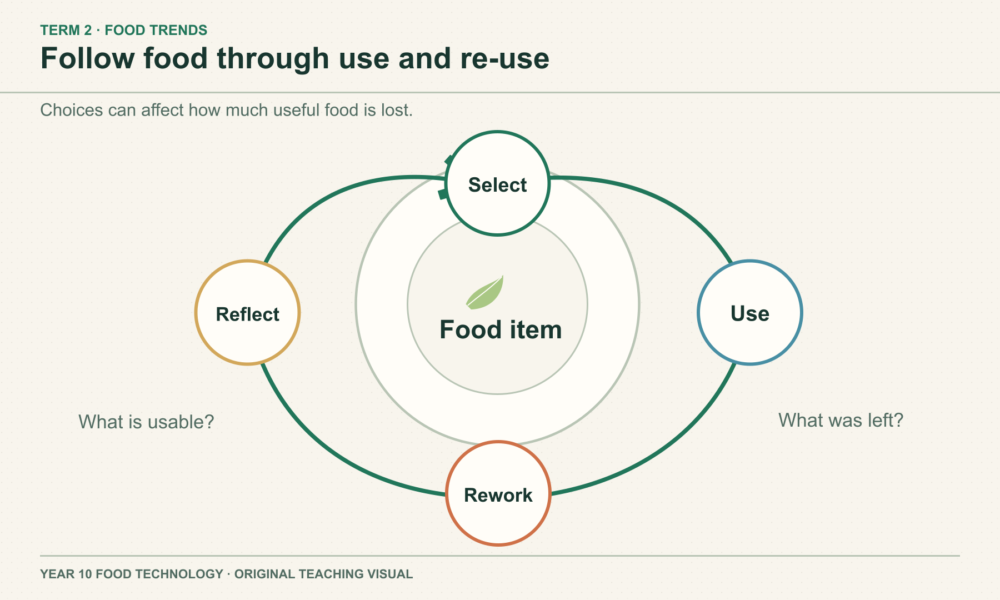 TERM 2 · FOOD TRENDS
Follow food through use and re-use
Choices can affect how much useful food is lost.
Select
Reflect
Food item
Use
What is usable?
What was left?
Rework
YEAR 10 FOOD TECHNOLOGY · ORIGINAL TEACHING VISUAL